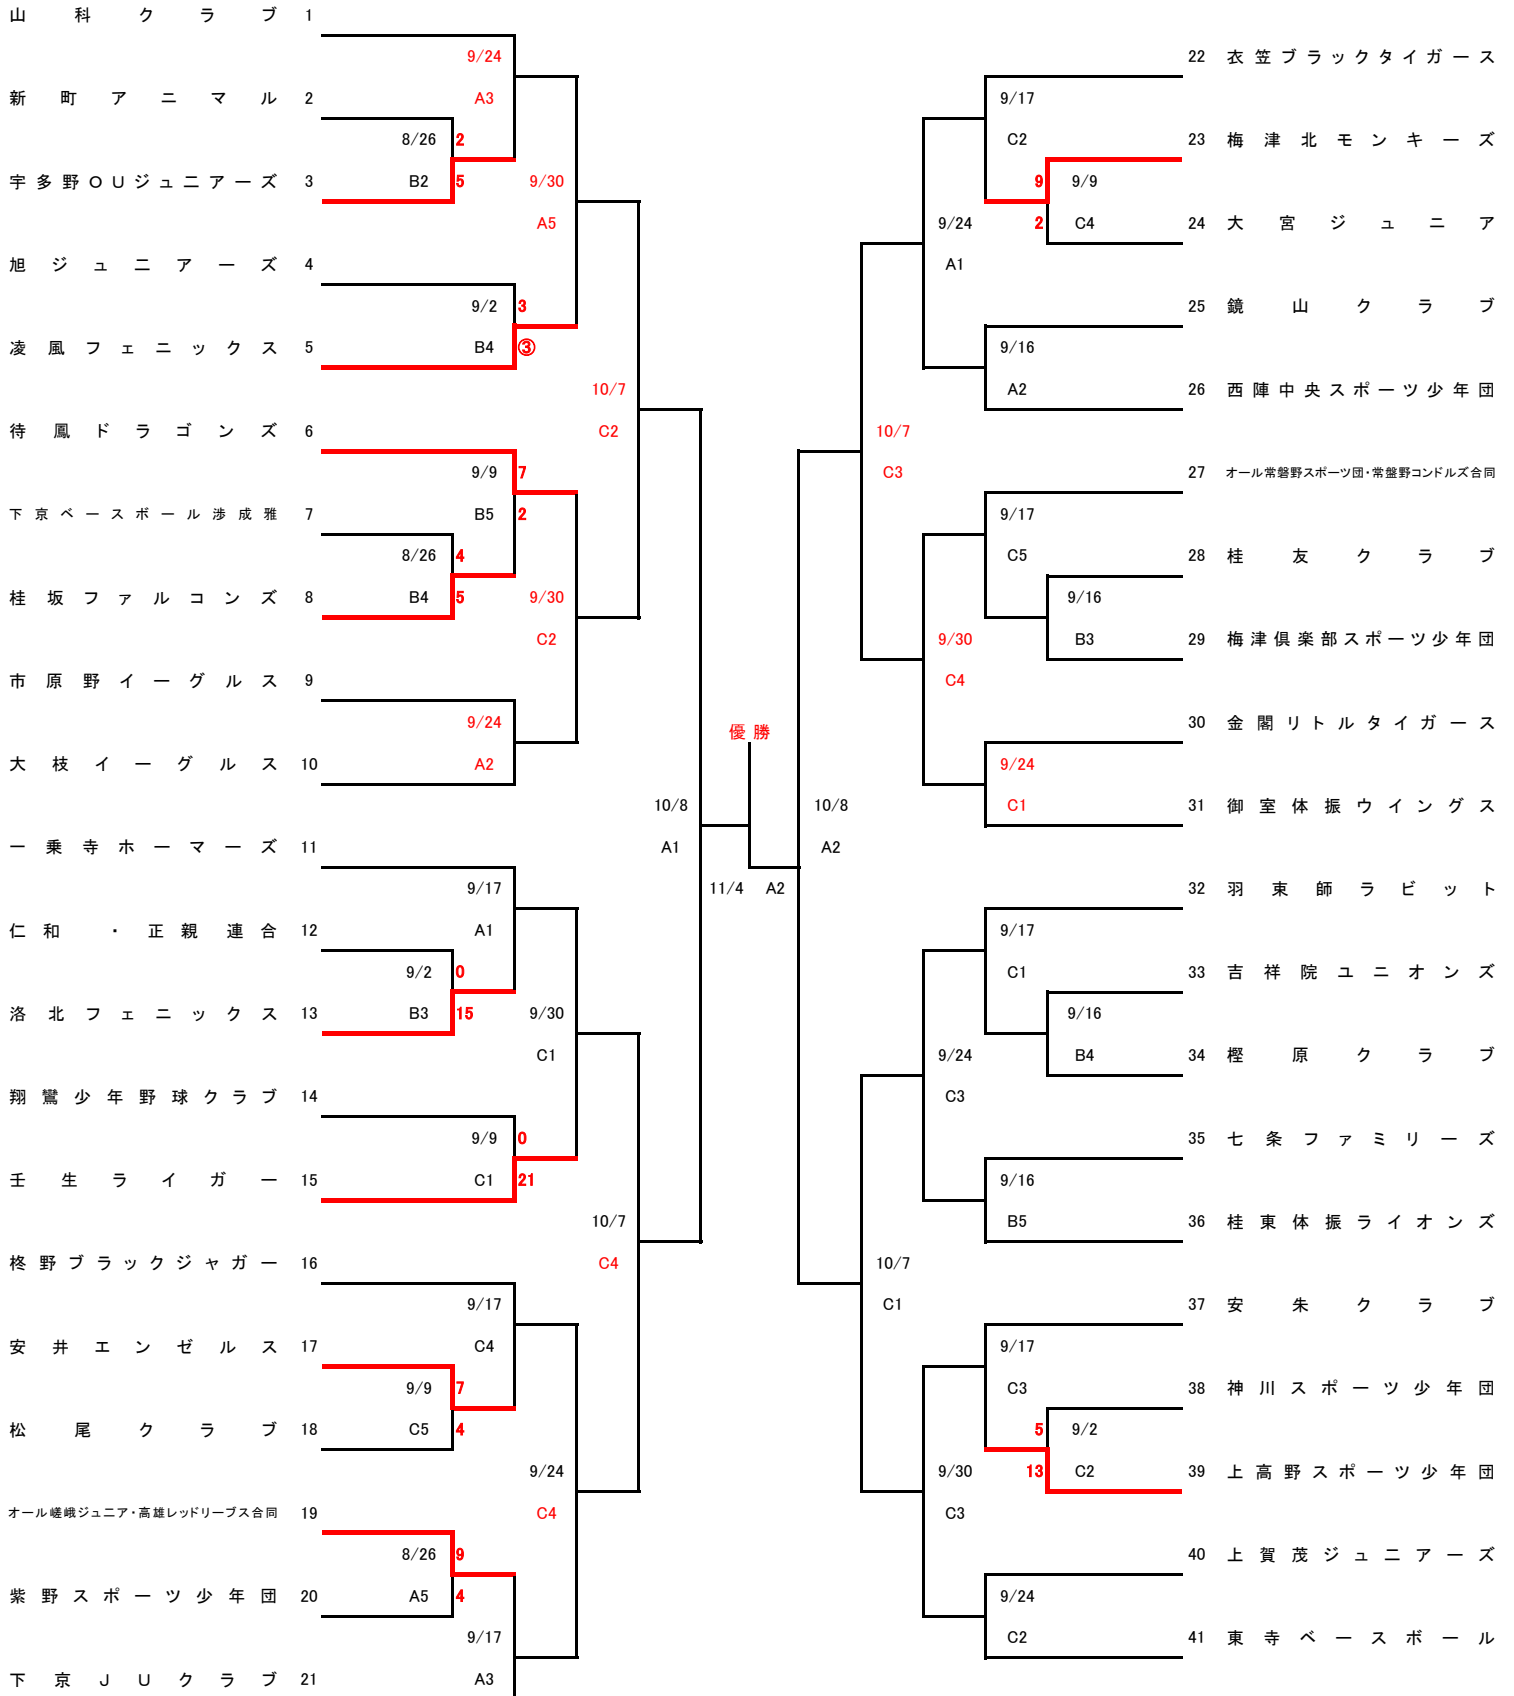 山科クラブ 1
9/24
新町アニマル 2 A3
8/26 2
宇多野ＯＵジュニアーズ 3 B2 5 9/30
A5
旭ジュニアーズ 4
9/2 3
凌風フェニックス 5 B4 ③
10/7
待鳳ドラゴンズ 6 C2
9/9 7
下京ベースボール渉成雅 7 B5 2
8/26 4
桂坂ファルコンズ 8 B4 5 9/30
C2
市原野イーグルス 9
9/24
大枝イーグルス 10 A2
10/8
一乗寺ホーマーズ 11 A1
9/17
仁和・正親連合 12 A1
9/2 0
洛北フェニックス 13 B3 15 9/30
C1
翔鸞少年野球クラブ 14
9/9 0
壬生ライガー 15 C1 21
10/7
柊野ブラックジャガー 16 C4
9/17
安井エンゼルス 17 C4
9/9 7
松尾クラブ 18 C5 4
9/24
オール嵯峨ジュニア・高雄レッドリーブス合同 19 C4
8/26 9
紫野スポーツ少年団 20 A5 4
9/17
下京ＪＵクラブ 21 A3
優勝
11/4 A2
22 衣笠ブラックタイガース
9/17
C2 23 梅津北モンキーズ
9 9/9
9/24 2 C4 24 大宮ジュニア
A1
25 鏡山クラブ
9/16
A2 26 西陣中央スポーツ少年団
10/7
C3 27 オール常磐野スポーツ団・常盤野コンドルズ合同
9/17
C5 28 桂友クラブ
9/16
9/30 B3 29 梅津倶楽部スポーツ少年団
C4
30 金閣リトルタイガース
9/24
10/8 C1 31 御室体振ウイングス
A2
32 羽束師ラビット
9/17
C1 33 吉祥院ユニオンズ
9/16
9/24 B4 34 樫原クラブ
C3
35 七条ファミリーズ
9/16
B5 36 桂東体振ライオンズ
10/7
C1 37 安朱クラブ
9/17
C3 38 神川スポーツ少年団
5 9/2
9/30 13 C2 39 上高野スポーツ少年団
C3
40 上賀茂ジュニアーズ
9/24
C2 41 東寺ベースボール